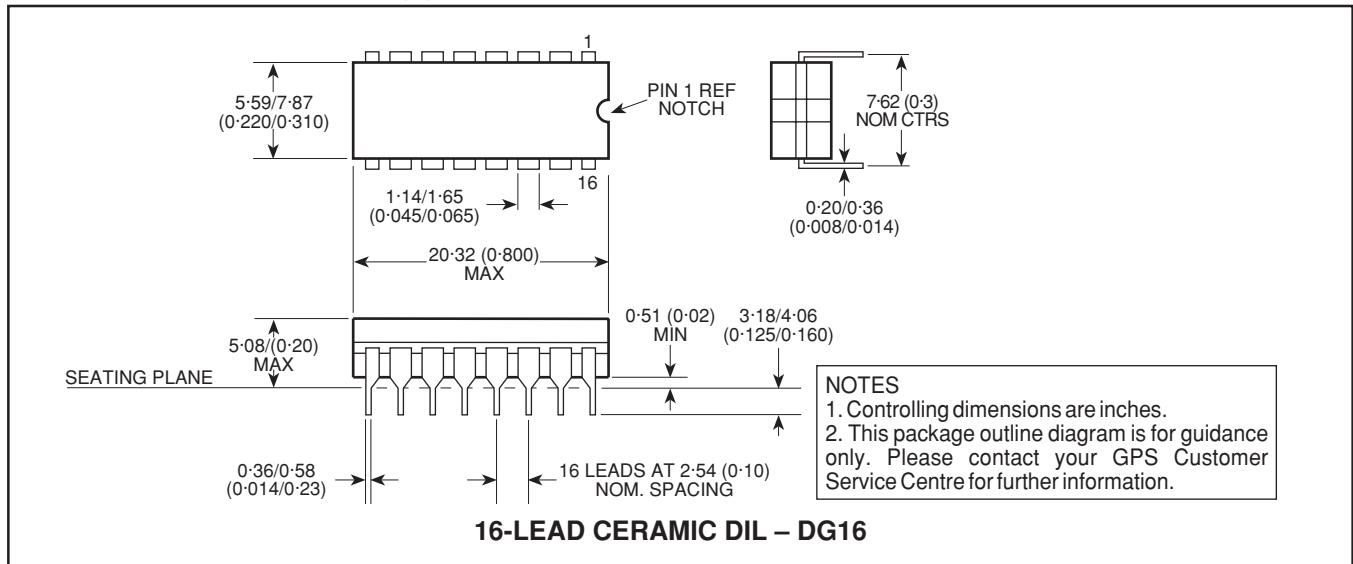 1
5·59/7·87
(0·220/0·310)
PIN 1 REF
NOTCH
7·62 (0·3)
NOM CTRS
16
1·14/1·65
(0·045/0·065)
0·20/0·36
(0·008/0·014)
20·32 (0·800)
MAX
0·51 (0·02)
MIN
3·18/4·06
(0·125/0·160)
5·08/(0·20)
MAX
SEATING PLANE
NOTES
1. Controlling dimensions are inches.
2. This package outline diagram is for guidance
only. Please contact your GPS Customer
Service Centre for further information.
0·36/0·58
(0·014/0·23)
16 LEADS AT 2·54 (0·10)
NOM. SPACING
16-LEAD CERAMIC DIL – DG16